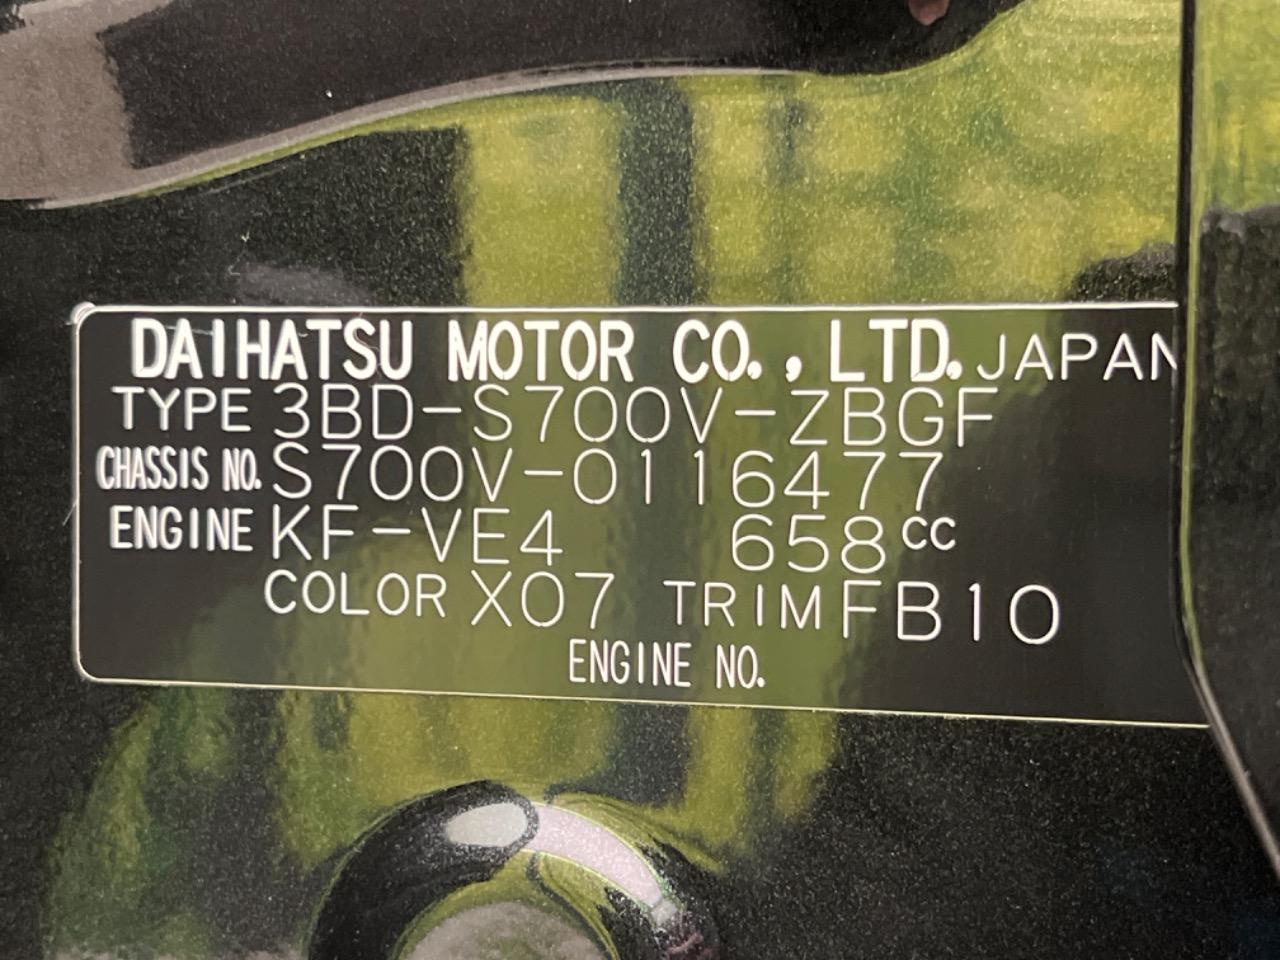 DAIHATSU MOTOR CO., LTD. JAPAN
TYPE 3BD-S700V-ZBGF
CHASSIS NO. S700V-0116477
ENGINE KF-VE4 658cc
COLOR X07 TRIM FB10
ENGINE NO.